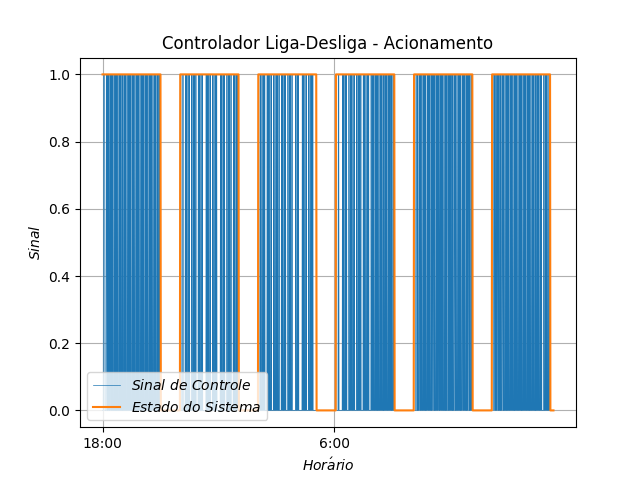 Controlador Liga-Desliga - Acionamento
1.0
0.8
0.6
0.4
0.2
0.0
Sinal
Sinal de Controle
Estado do Sistema
18:00
6:00
Horário